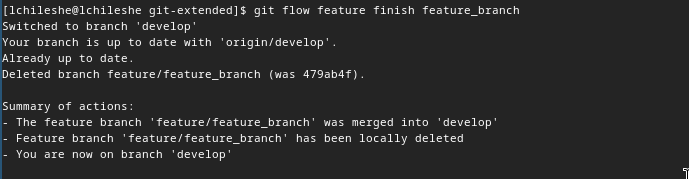 [lchileshe@lchileshe git-extended]$ git flow feature finish feature_branch
Switched to branch 'develop'
Your branch is up to date with 'origin/develop'.
Already up to date.
Deleted branch feature/feature_branch (was 479ab4f).
Summary of actions:
- The feature branch 'feature/feature_branch' was merged into 'develop'
- Feature branch 'feature/feature_branch' has been locally deleted
- You are now on branch 'develop'